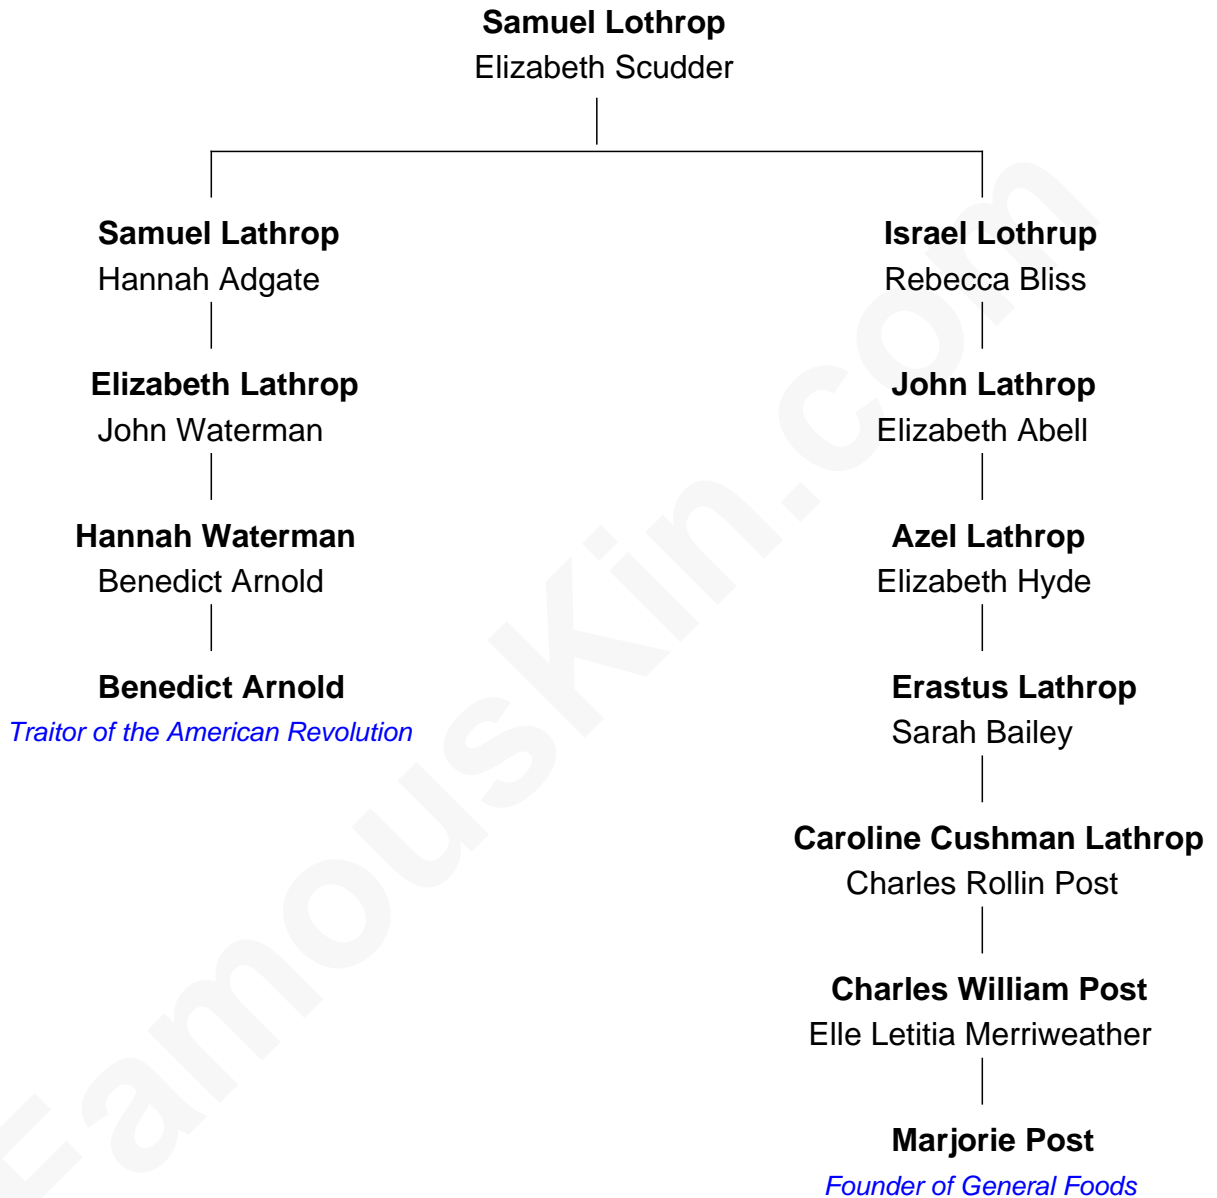 Samuel Lothrop
Elizabeth Scudder
Samuel Lathrop
Hannah Adgate
Elizabeth Lathrop
John Waterman
Hannah Waterman
Benedict Arnold
Benedict Arnold
Traitor of the American Revolution
Israel Lothrup
Rebecca Bliss
John Lathrop
Elizabeth Abell
Azel Lathrop
Elizabeth Hyde
Erastus Lathrop
Sarah Bailey
Caroline Cushman Lathrop
Charles Rollin Post
Charles William Post
Elle Letitia Merriweather
Marjorie Post
Founder of General Foods
FamousKin.com